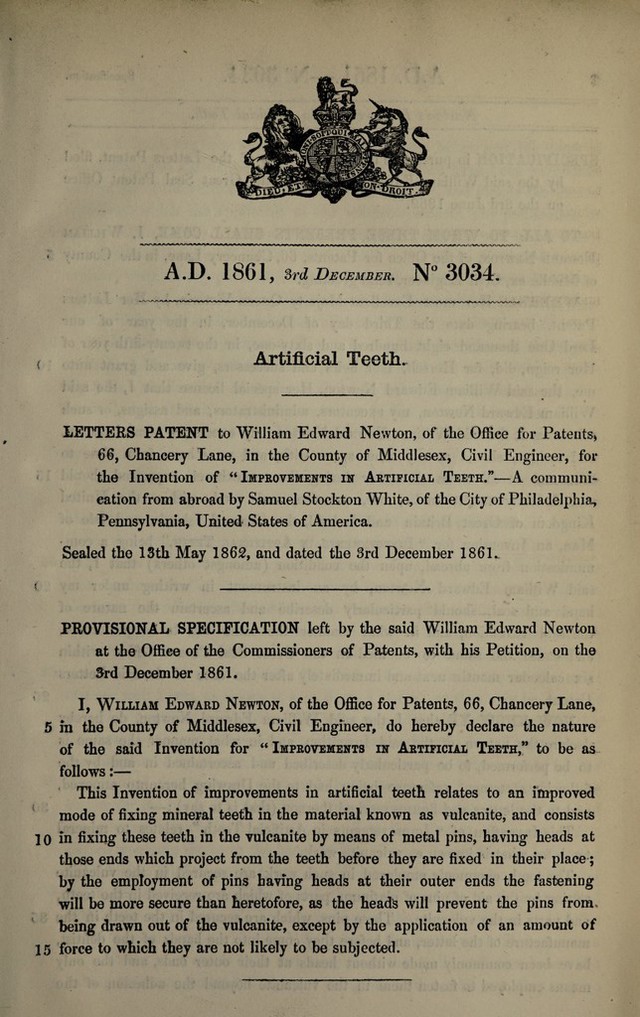 DIEU ET MON DROIT
A.D. 1861, 3rd DECEMBER. No 3034.
Artificial Teeth.
LETTERS PATENT to William Edward Newton, of the Office for Patents,
66, Chancery Lane, in the County of Middlesex, Civil Engineer, for
the Invention of "IMPROVEMENTS IN ARTIFICIAL TEETH."—A communi-
cation from abroad by Samuel Stockton White, of the City of Philadelphia,
Pennsylvania, United States of America.
Sealed the 13th May 1862, and dated the 3rd December 1861.
PROVISIONAL SPECIFICATION left by the said William Edward Newton
at the Office of the Commissioners of Patents, with his Petition, on the
3rd December 1861.
I, WILLIAM EDWARD NEWTON, of the Office for Patents, 66, Chancery Lane,
5 in the County of Middlesex, Civil Engineer, do hereby declare the nature
of the said Invention for "IMPROVEMENTS IN ARTIFICIAL TEETH," to be as
follows:—
This Invention of improvements in artificial teeth relates to an improved
mode of fixing mineral teeth in the material known as vulcanite, and consists
10 in fixing these teeth in the vulcanite by means of metal pins, having heads at
those ends which project from the teeth before they are fixed in their place;
by the employment of pins having heads at their outer ends the fastening
will be more secure than heretofore, as the heads will prevent the pins from
being drawn out of the vulcanite, except by the application of an amount of
15 force to which they are not likely to be subjected.